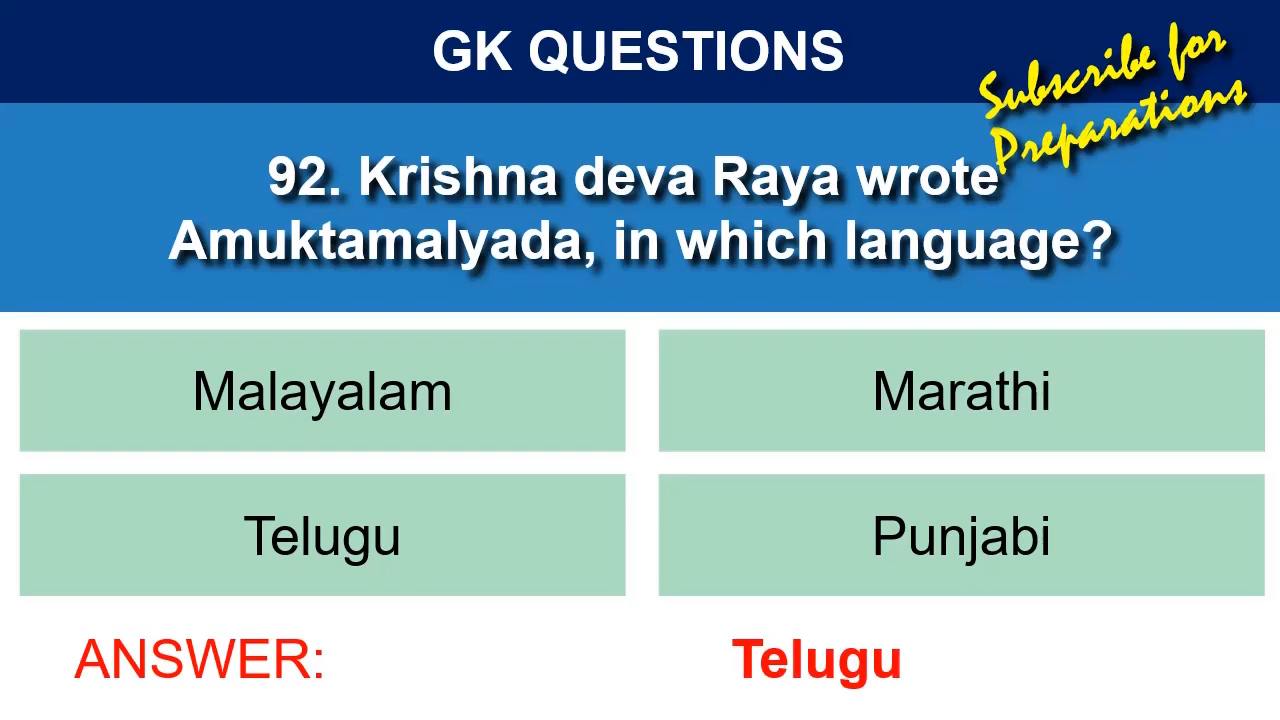 GK QUESTIONS
Subscribe for
Preparations
92. Krishna deva Raya wrote
Amuktamalyada, in which language?
Malayalam
Marathi
Telugu
Punjabi
ANSWER:
Telugu